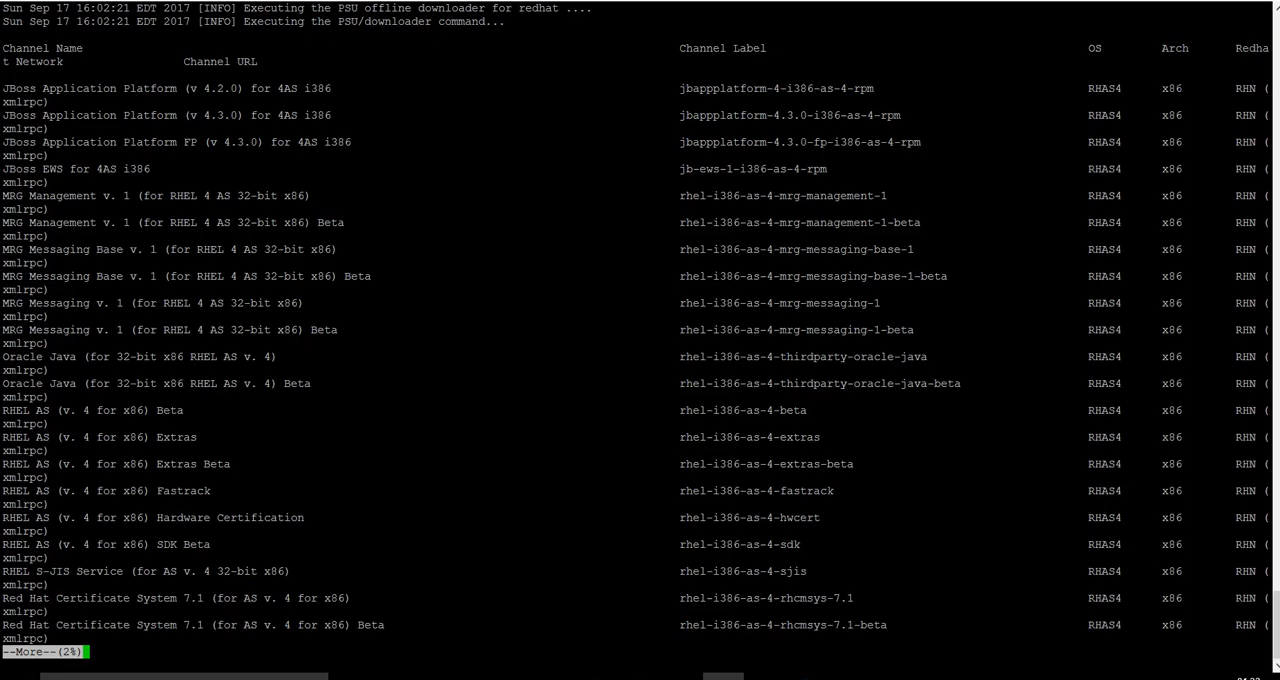 Sun Sep 17 16:02:21 EDT 2017 [INFO] Executing the PSU offline downloader for redhat ....
Sun Sep 17 16:02:21 EDT 2017 [INFO] Executing the PSU/downloader command...
Channel Name Channel Label OS Arch Redha
t Network Channel URL
JBoss Application Platform (v 4.2.0) for 4AS i386 jbappplatform-4-i386-as-4-rpm RHAS4 x86 RHN (
xmlrpc)
JBoss Application Platform (v 4.3.0) for 4AS i386 jbappplatform-4.3.0-i386-as-4-rpm RHAS4 x86 RHN (
xmlrpc)
JBoss Application Platform FP (v 4.3.0) for 4AS i386 jbappplatform-4.3.0-fp-i386-as-4-rpm RHAS4 x86 RHN (
xmlrpc)
JBoss EWS for 4AS i386 jb-ews-1-i386-as-4-rpm RHAS4 x86 RHN (
xmlrpc)
MRG Management v. 1 (for RHEL 4 AS 32-bit x86) rhel-i386-as-4-mrg-management-1 RHAS4 x86 RHN (
xmlrpc)
MRG Management v. 1 (for RHEL 4 AS 32-bit x86) Beta rhel-i386-as-4-mrg-management-1-beta RHAS4 x86 RHN (
xmlrpc)
MRG Messaging Base v. 1 (for RHEL 4 AS 32-bit x86) rhel-i386-as-4-mrg-messaging-base-1 RHAS4 x86 RHN (
xmlrpc)
MRG Messaging Base v. 1 (for RHEL 4 AS 32-bit x86) Beta rhel-i386-as-4-mrg-messaging-base-1-beta RHAS4 x86 RHN (
xmlrpc)
MRG Messaging v. 1 (for RHEL 4 AS 32-bit x86) rhel-i386-as-4-mrg-messaging-1 RHAS4 x86 RHN (
xmlrpc)
MRG Messaging v. 1 (for RHEL 4 AS 32-bit x86) Beta rhel-i386-as-4-mrg-messaging-1-beta RHAS4 x86 RHN (
xmlrpc)
Oracle Java (for 32-bit x86 RHEL AS v. 4) rhel-i386-as-4-thirdparty-oracle-java RHAS4 x86 RHN (
xmlrpc)
Oracle Java (for 32-bit x86 RHEL AS v. 4) Beta rhel-i386-as-4-thirdparty-oracle-java-beta RHAS4 x86 RHN (
xmlrpc)
RHEL AS (v. 4 for x86) Beta rhel-i386-as-4-beta RHAS4 x86 RHN (
xmlrpc)
RHEL AS (v. 4 for x86) Extras rhel-i386-as-4-extras RHAS4 x86 RHN (
xmlrpc)
RHEL AS (v. 4 for x86) Extras Beta rhel-i386-as-4-extras-beta RHAS4 x86 RHN (
xmlrpc)
RHEL AS (v. 4 for x86) Fastrack rhel-i386-as-4-fastrack RHAS4 x86 RHN (
xmlrpc)
RHEL AS (v. 4 for x86) Hardware Certification rhel-i386-as-4-hwcert RHAS4 x86 RHN (
xmlrpc)
RHEL AS (v. 4 for x86) SDK Beta rhel-i386-as-4-sdk RHAS4 x86 RHN (
xmlrpc)
RHEL S-JIS Service (for AS v. 4 32-bit x86) rhel-i386-as-4-sjis RHAS4 x86 RHN (
xmlrpc)
Red Hat Certificate System 7.1 (for AS v. 4 for x86) rhel-i386-as-4-rhcmsys-7.1 RHAS4 x86 RHN (
xmlrpc)
Red Hat Certificate System 7.1 (for AS v. 4 for x86) Beta rhel-i386-as-4-rhcmsys-7.1-beta RHAS4 x86 RHN (
xmlrpc)
--More--(2%)